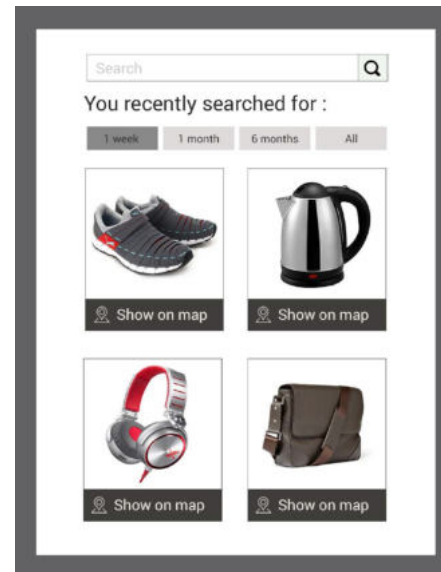 Search
You recently searched for :
1 week 1 month 6 months All
Show on map Show on map
Show on map Show on map